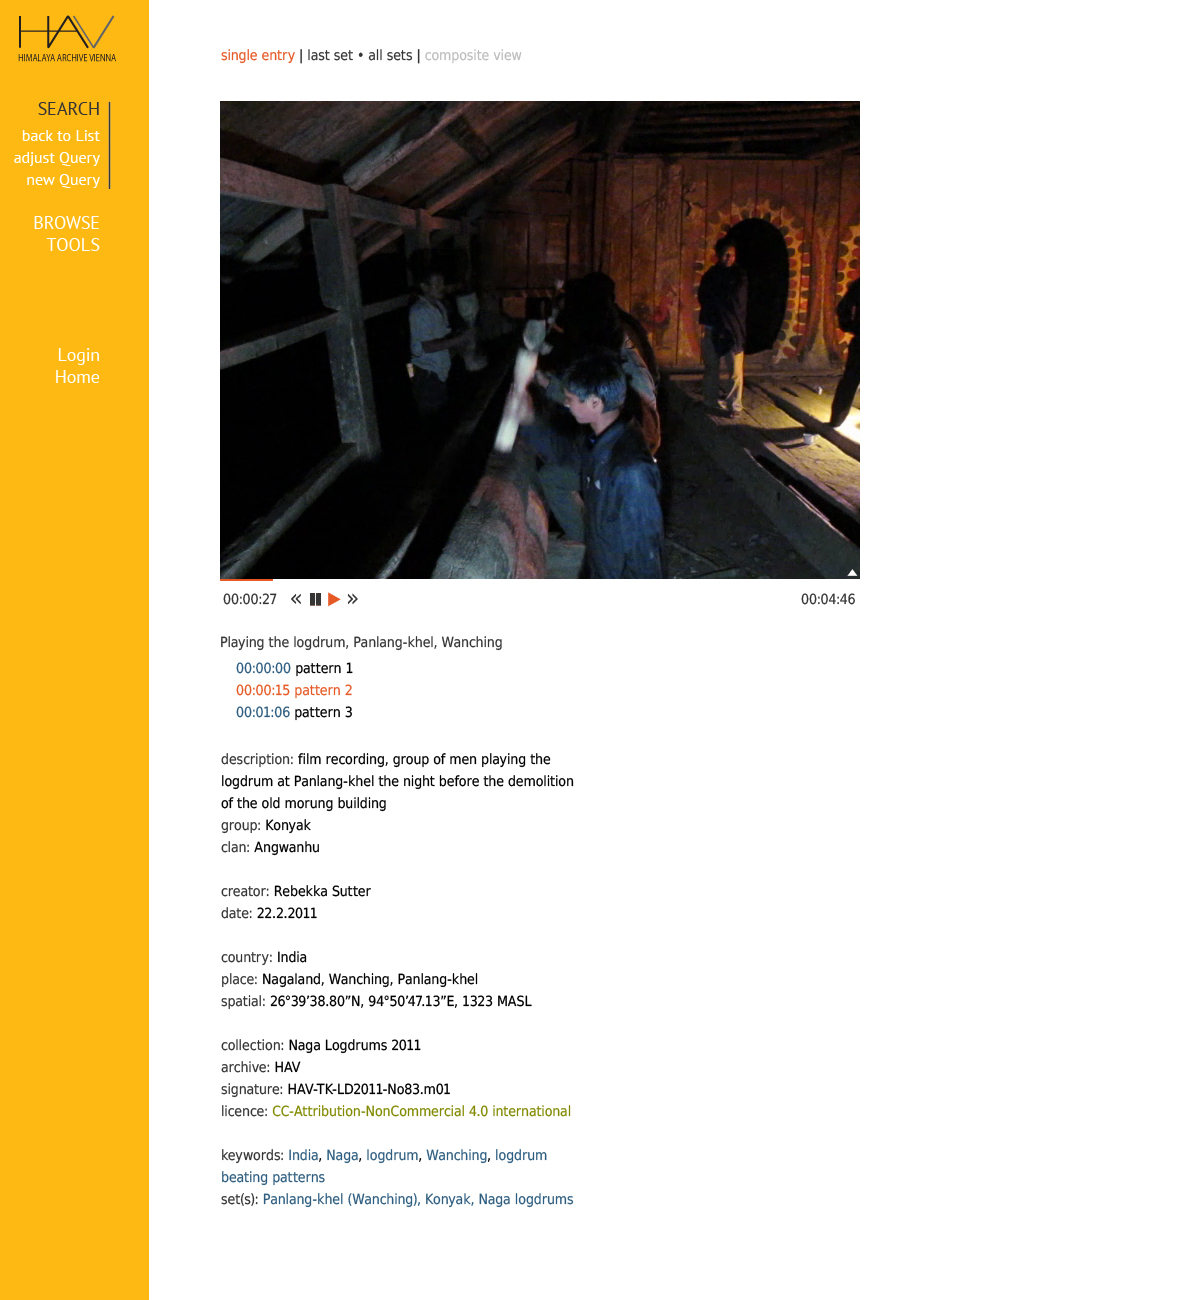 HAV
HIMALAYA ARCHIVE VIENNA
SEARCH
back to List
adjust Query
new Query
BROWSE
TOOLS
Login
Home
single entry | last set • all sets | composite view
00:00:27
00:04:46
Playing the logdrum, Panlang-khel, Wanching
00:00:00 pattern 1
00:00:15 pattern 2
00:01:06 pattern 3
description: film recording, group of men playing the
logdrum at Panlang-khel the night before the demolition
of the old morung building
group: Konyak
clan: Angwanhu
creator: Rebekka Sutter
date: 22.2.2011
country: India
place: Nagaland, Wanching, Panlang-khel
spatial: 26°39’38.80”N, 94°50’47.13”E, 1323 MASL
collection: Naga Logdrums 2011
archive: HAV
signature: HAV-TK-LD2011-No83.m01
licence: CC-Attribution-NonCommercial 4.0 international
keywords: India, Naga, logdrum, Wanching, logdrum
beating patterns
set(s): Panlang-khel (Wanching), Konyak, Naga logdrums